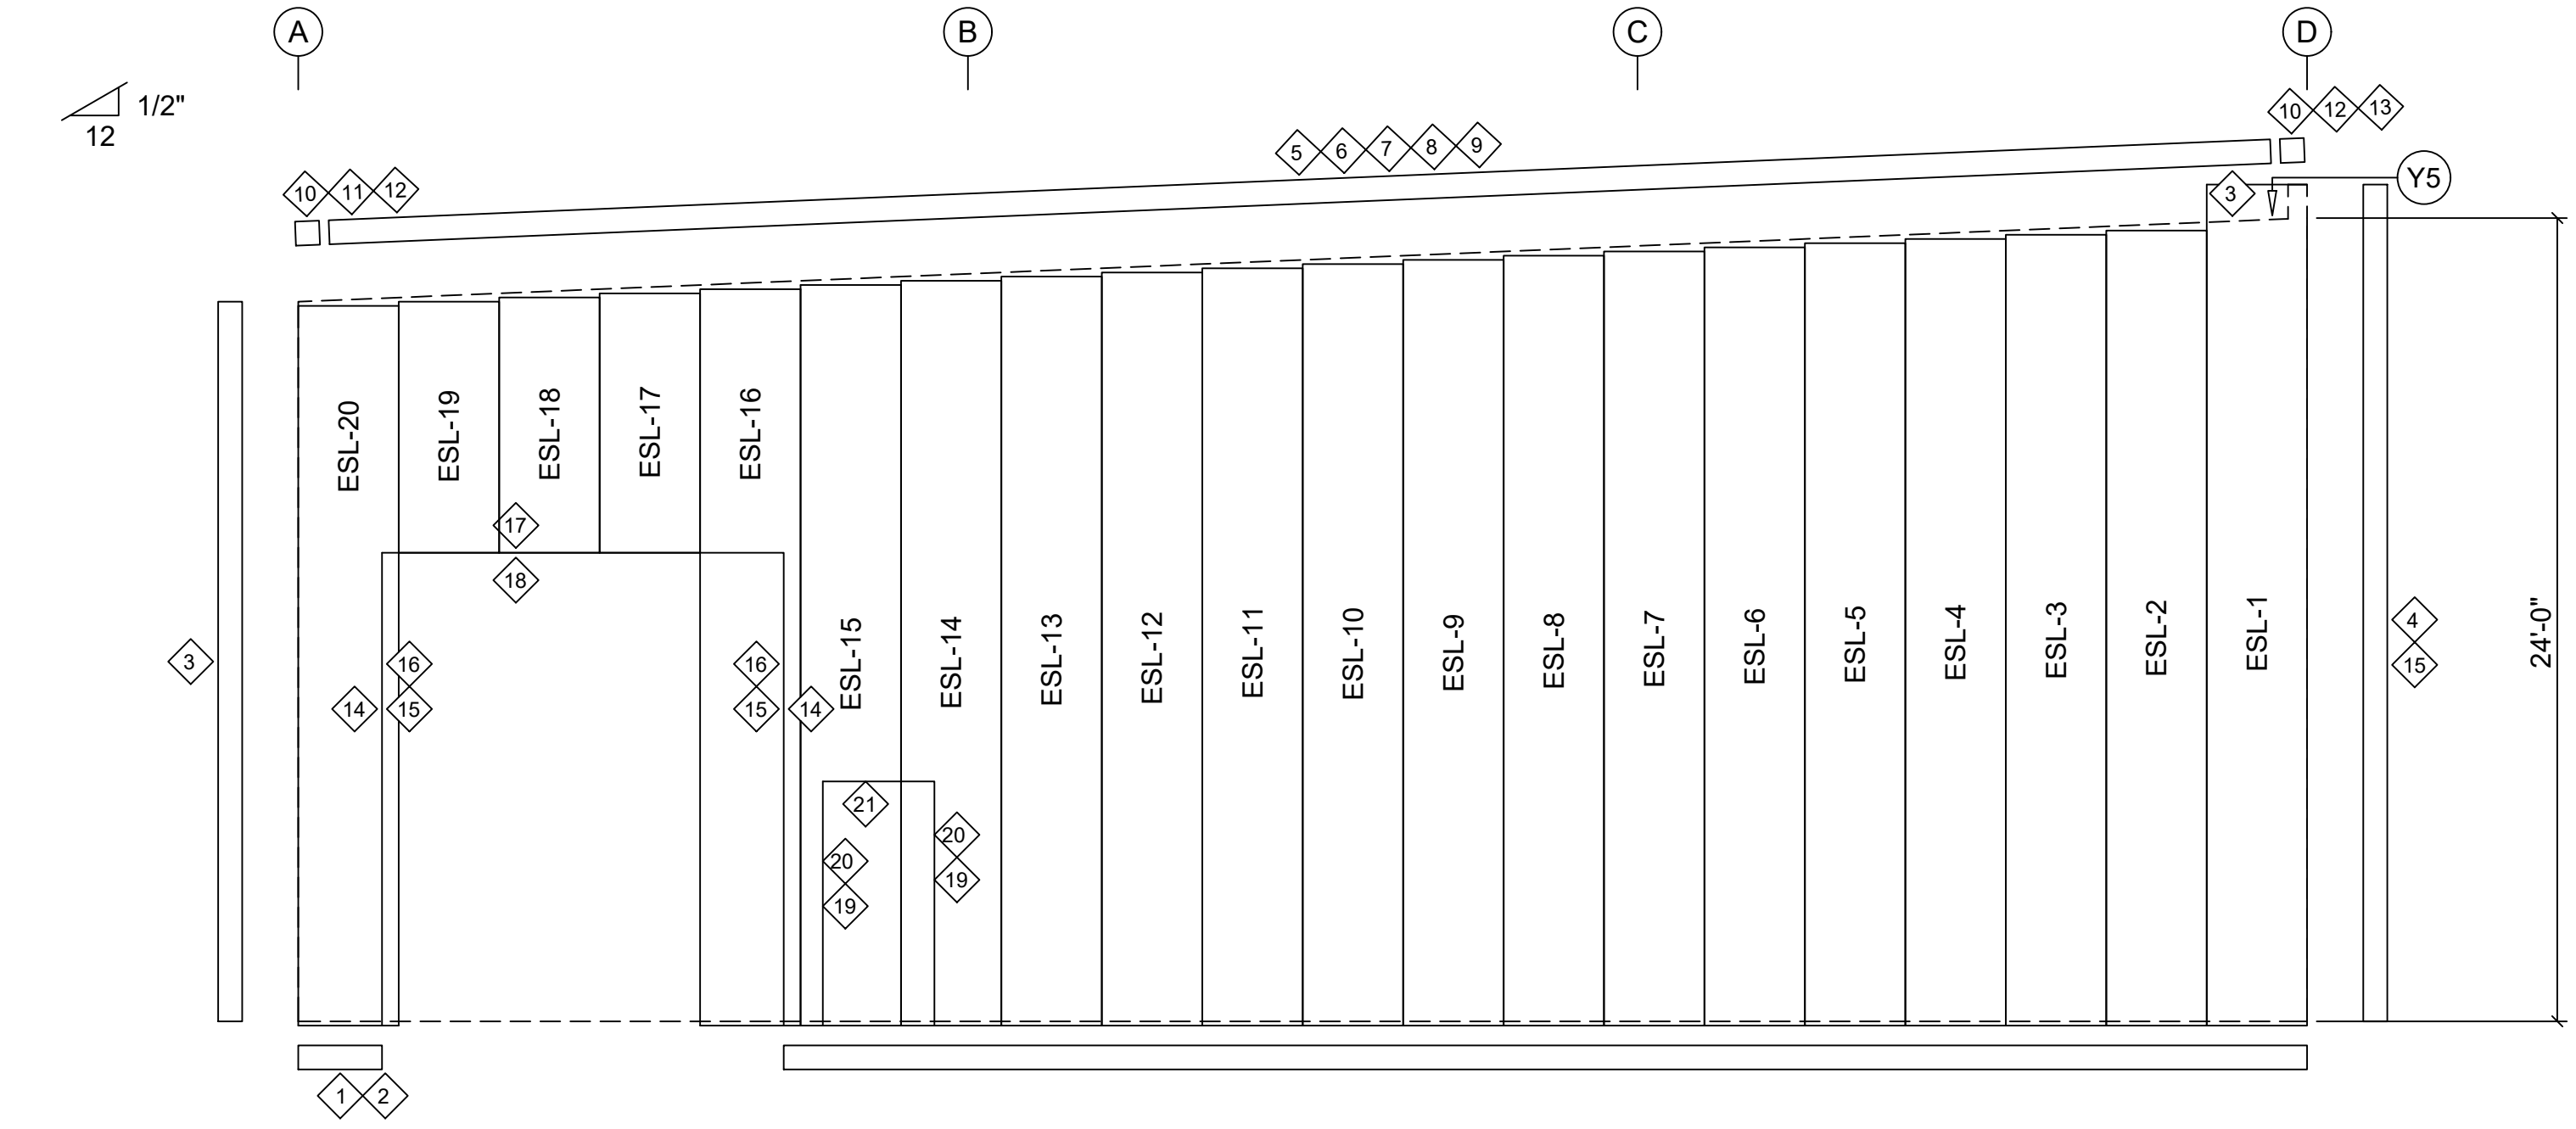 A B C D
1/2"
12
10 12 13
5 6 7 8 9
10 11 12
Y5
3
ESL-20
ESL-19
ESL-18
ESL-17
ESL-16
ESL-15
ESL-14
ESL-13
ESL-12
ESL-11
ESL-10
ESL-9
ESL-8
ESL-7
ESL-6
ESL-5
ESL-4
ESL-3
ESL-2
ESL-1
17
18
3
16
14 15
16
15 14
4
15
24'-0"
21
20
19
20
19
1 2